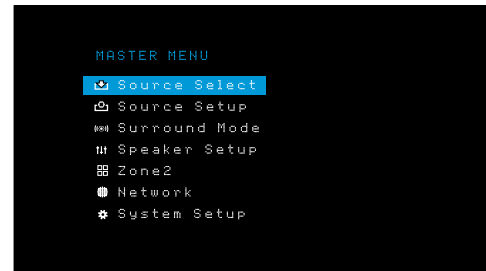 MASTER MENU
Source Select
Source Setup
Surround Mode
Speaker Setup
Zone2
Network
System Setup